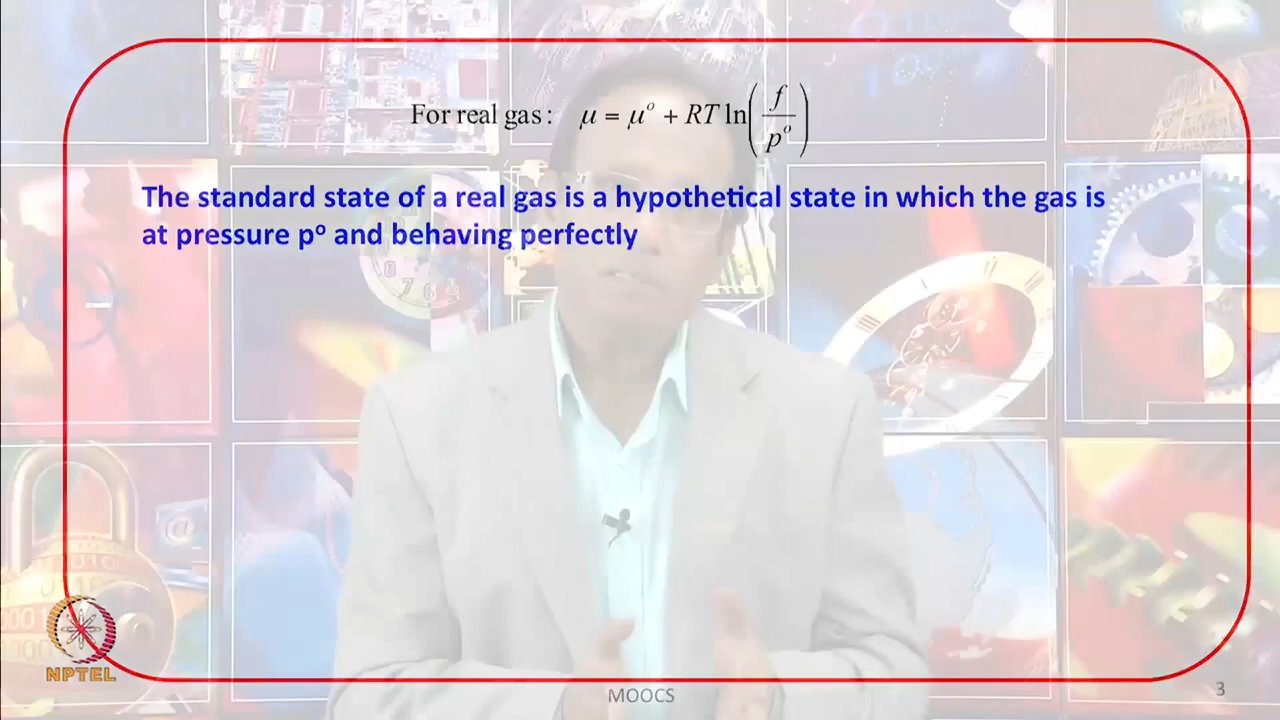 For real gas : μ = μ° + RT ln(f/p°)
The standard state of a real gas is a hypothetical state in which the gas is
at pressure p° and behaving perfectly
NPTEL
MOOCS
3